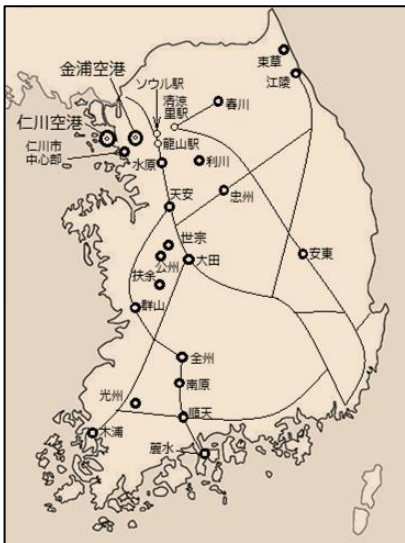 束草
江陵
金浦空港
ソウル駅
清涼
里駅
春川
仁川空港
龍山駅
仁川市
中心部
水原
利川
忠州
天安
世宗
公州
大田
安東
扶余
群山
全州
南原
光州
順天
木浦
麗水